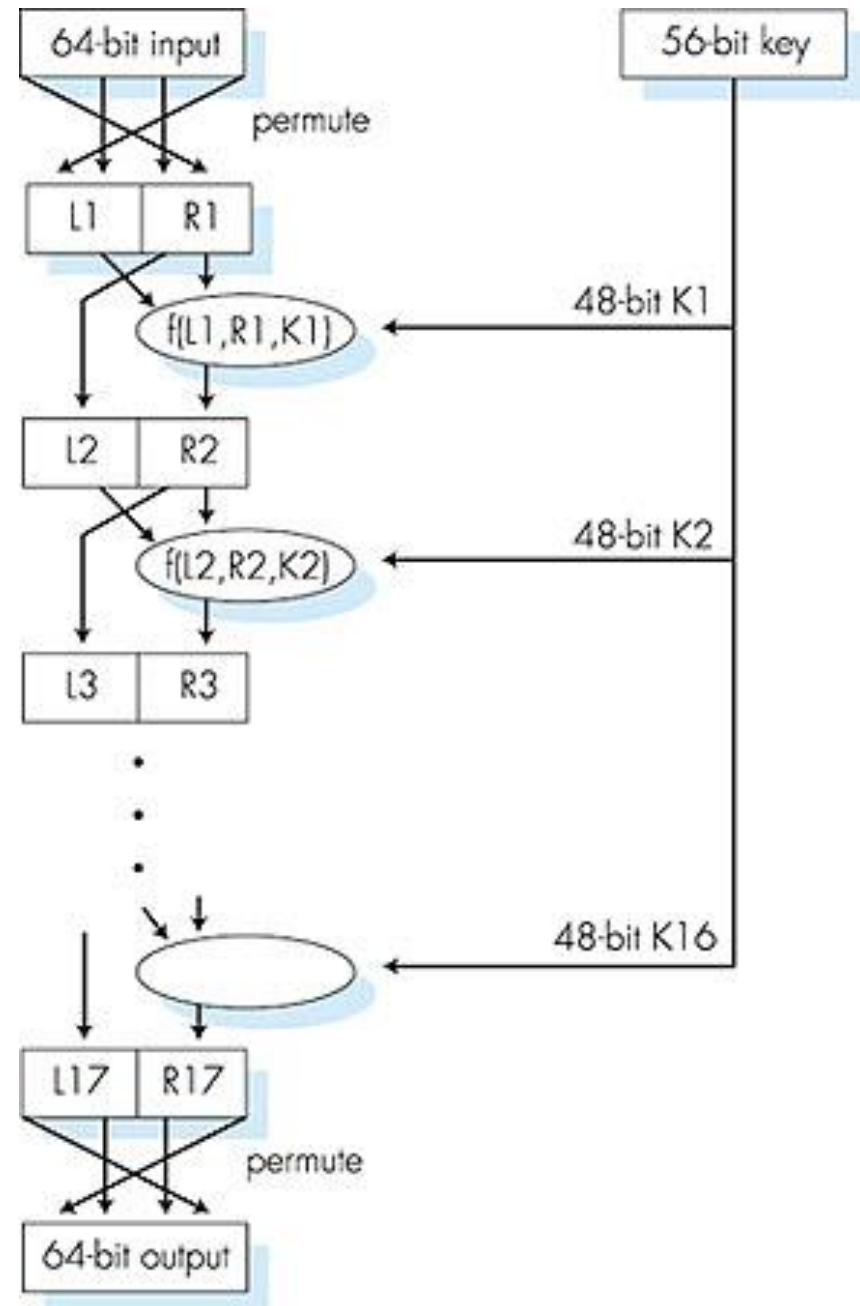 64-bit input
56-bit key
permute
L1 R1
48-bit K1
f(L1,R1,K1)
L2 R2
48-bit K2
f(L2,R2,K2)
L3 R3
48-bit K16
L17 R17
permute
64-bit output